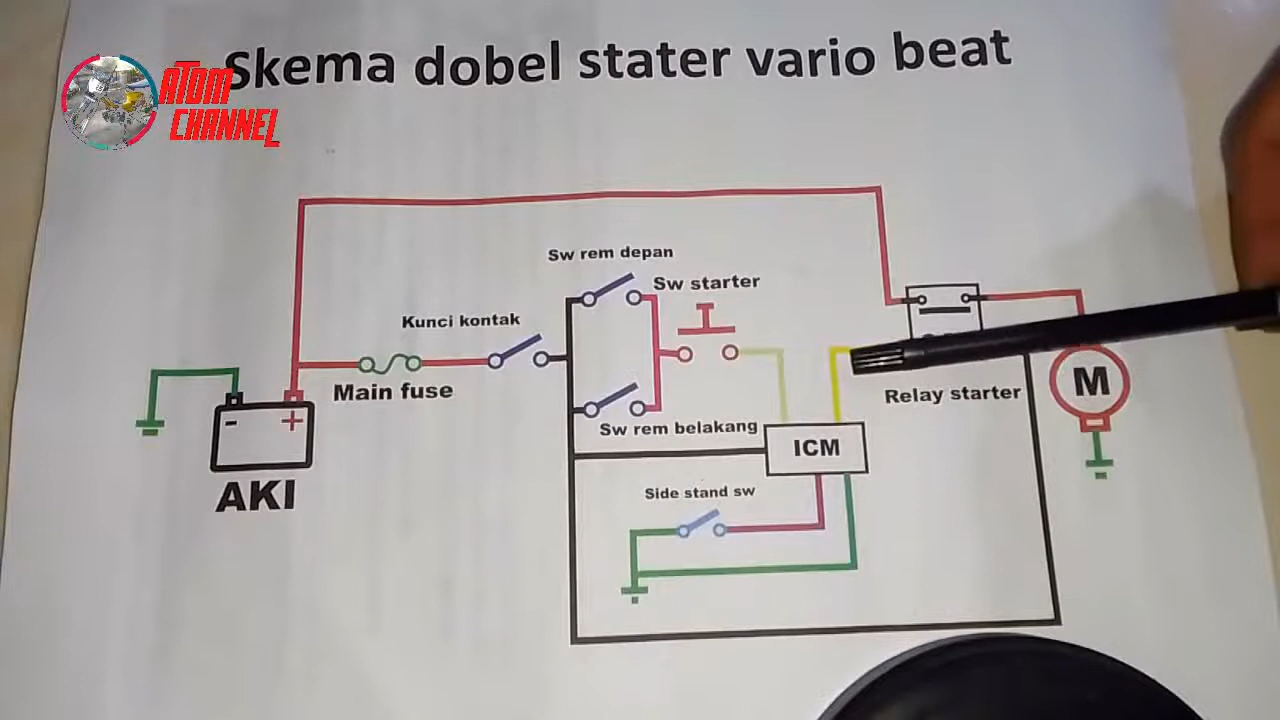 Skema dobel stater vario beat
ATOM
CHANNEL
Sw rem depan
Sw starter
Kunci kontak
Main fuse
Relay starter
M
- +
Sw rem belakang
ICM
AKI
Side stand sw